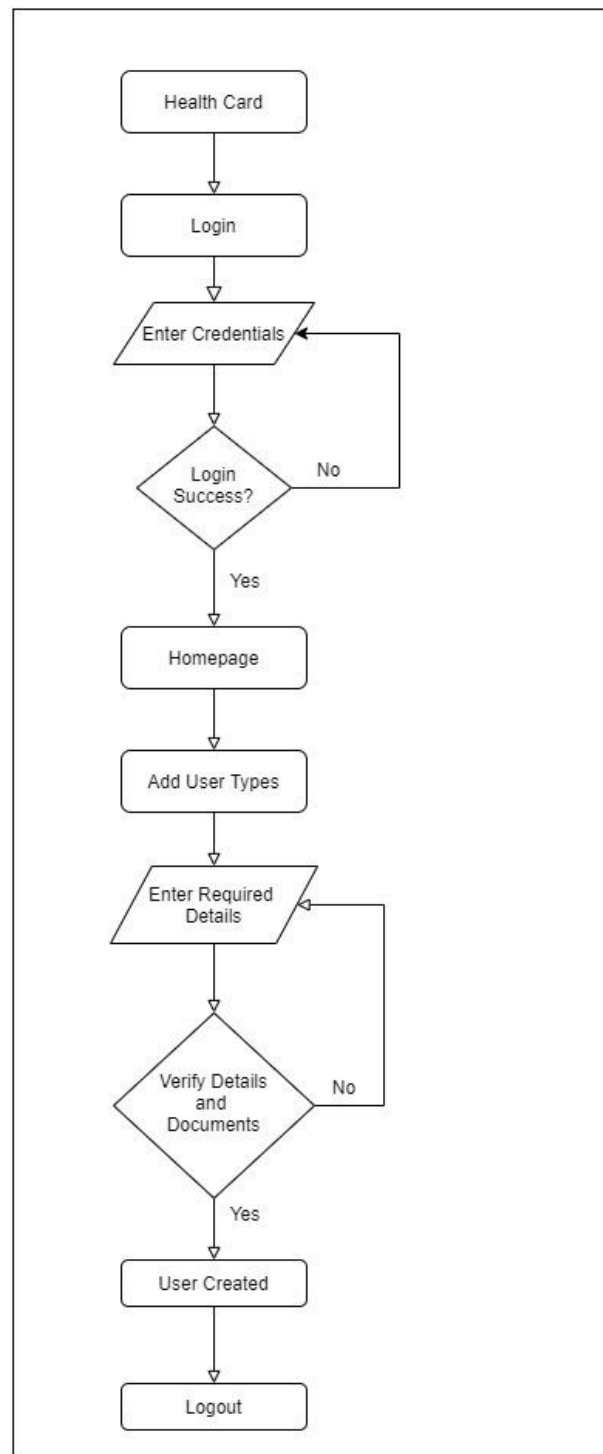 Health Card
Login
Enter Credentials
Login
Success?
No
Yes
Homepage
Add User Types
Enter Required
Details
Verify Details
and
Documents
No
Yes
User Created
Logout